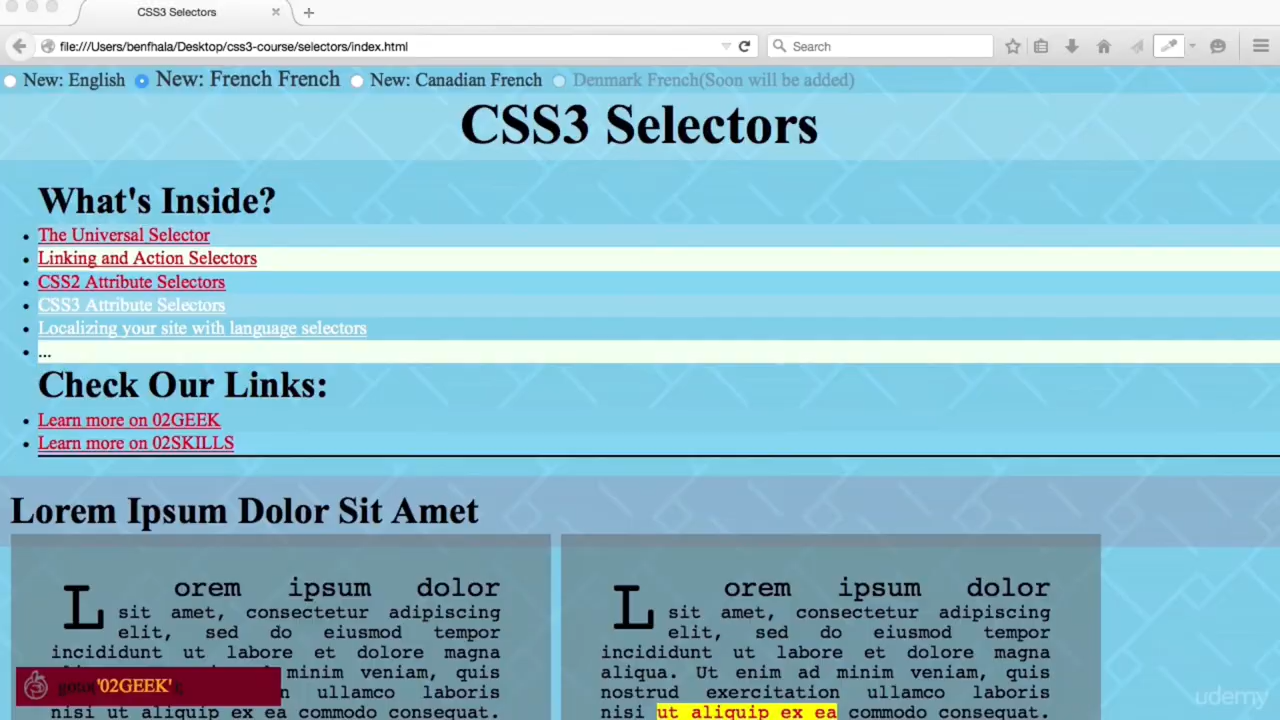 CSS3 Selectors
file:///Users/benfhala/Desktop/css3-course/selectors/index.html
Search
New: English New: French French New: Canadian French Denmark French(Soon will be added)
CSS3 Selectors
What's Inside?
The Universal Selector
Linking and Action Selectors
CSS2 Attribute Selectors
CSS3 Attribute Selectors
Localizing your site with language selectors
...
Check Our Links:
Learn more on 02GEEK
Learn more on 02SKILLS
Lorem Ipsum Dolor Sit Amet
Lorem ipsum dolor
sit amet, consectetur adipiscing
elit, sed do eiusmod tempor
incididunt ut labore et dolore magna
minim veniam, quis
ullamco laboris
nisi ut aliquip ex ea commodo consequat.
Lorem ipsum dolor
sit amet, consectetur adipiscing
elit, sed do eiusmod tempor
incididunt ut labore et dolore magna
aliqua. Ut enim ad minim veniam, quis
nostrud exercitation ullamco laboris
nisi ut aliquip ex ea commodo consequat.
goto('02GEEK');
udemy